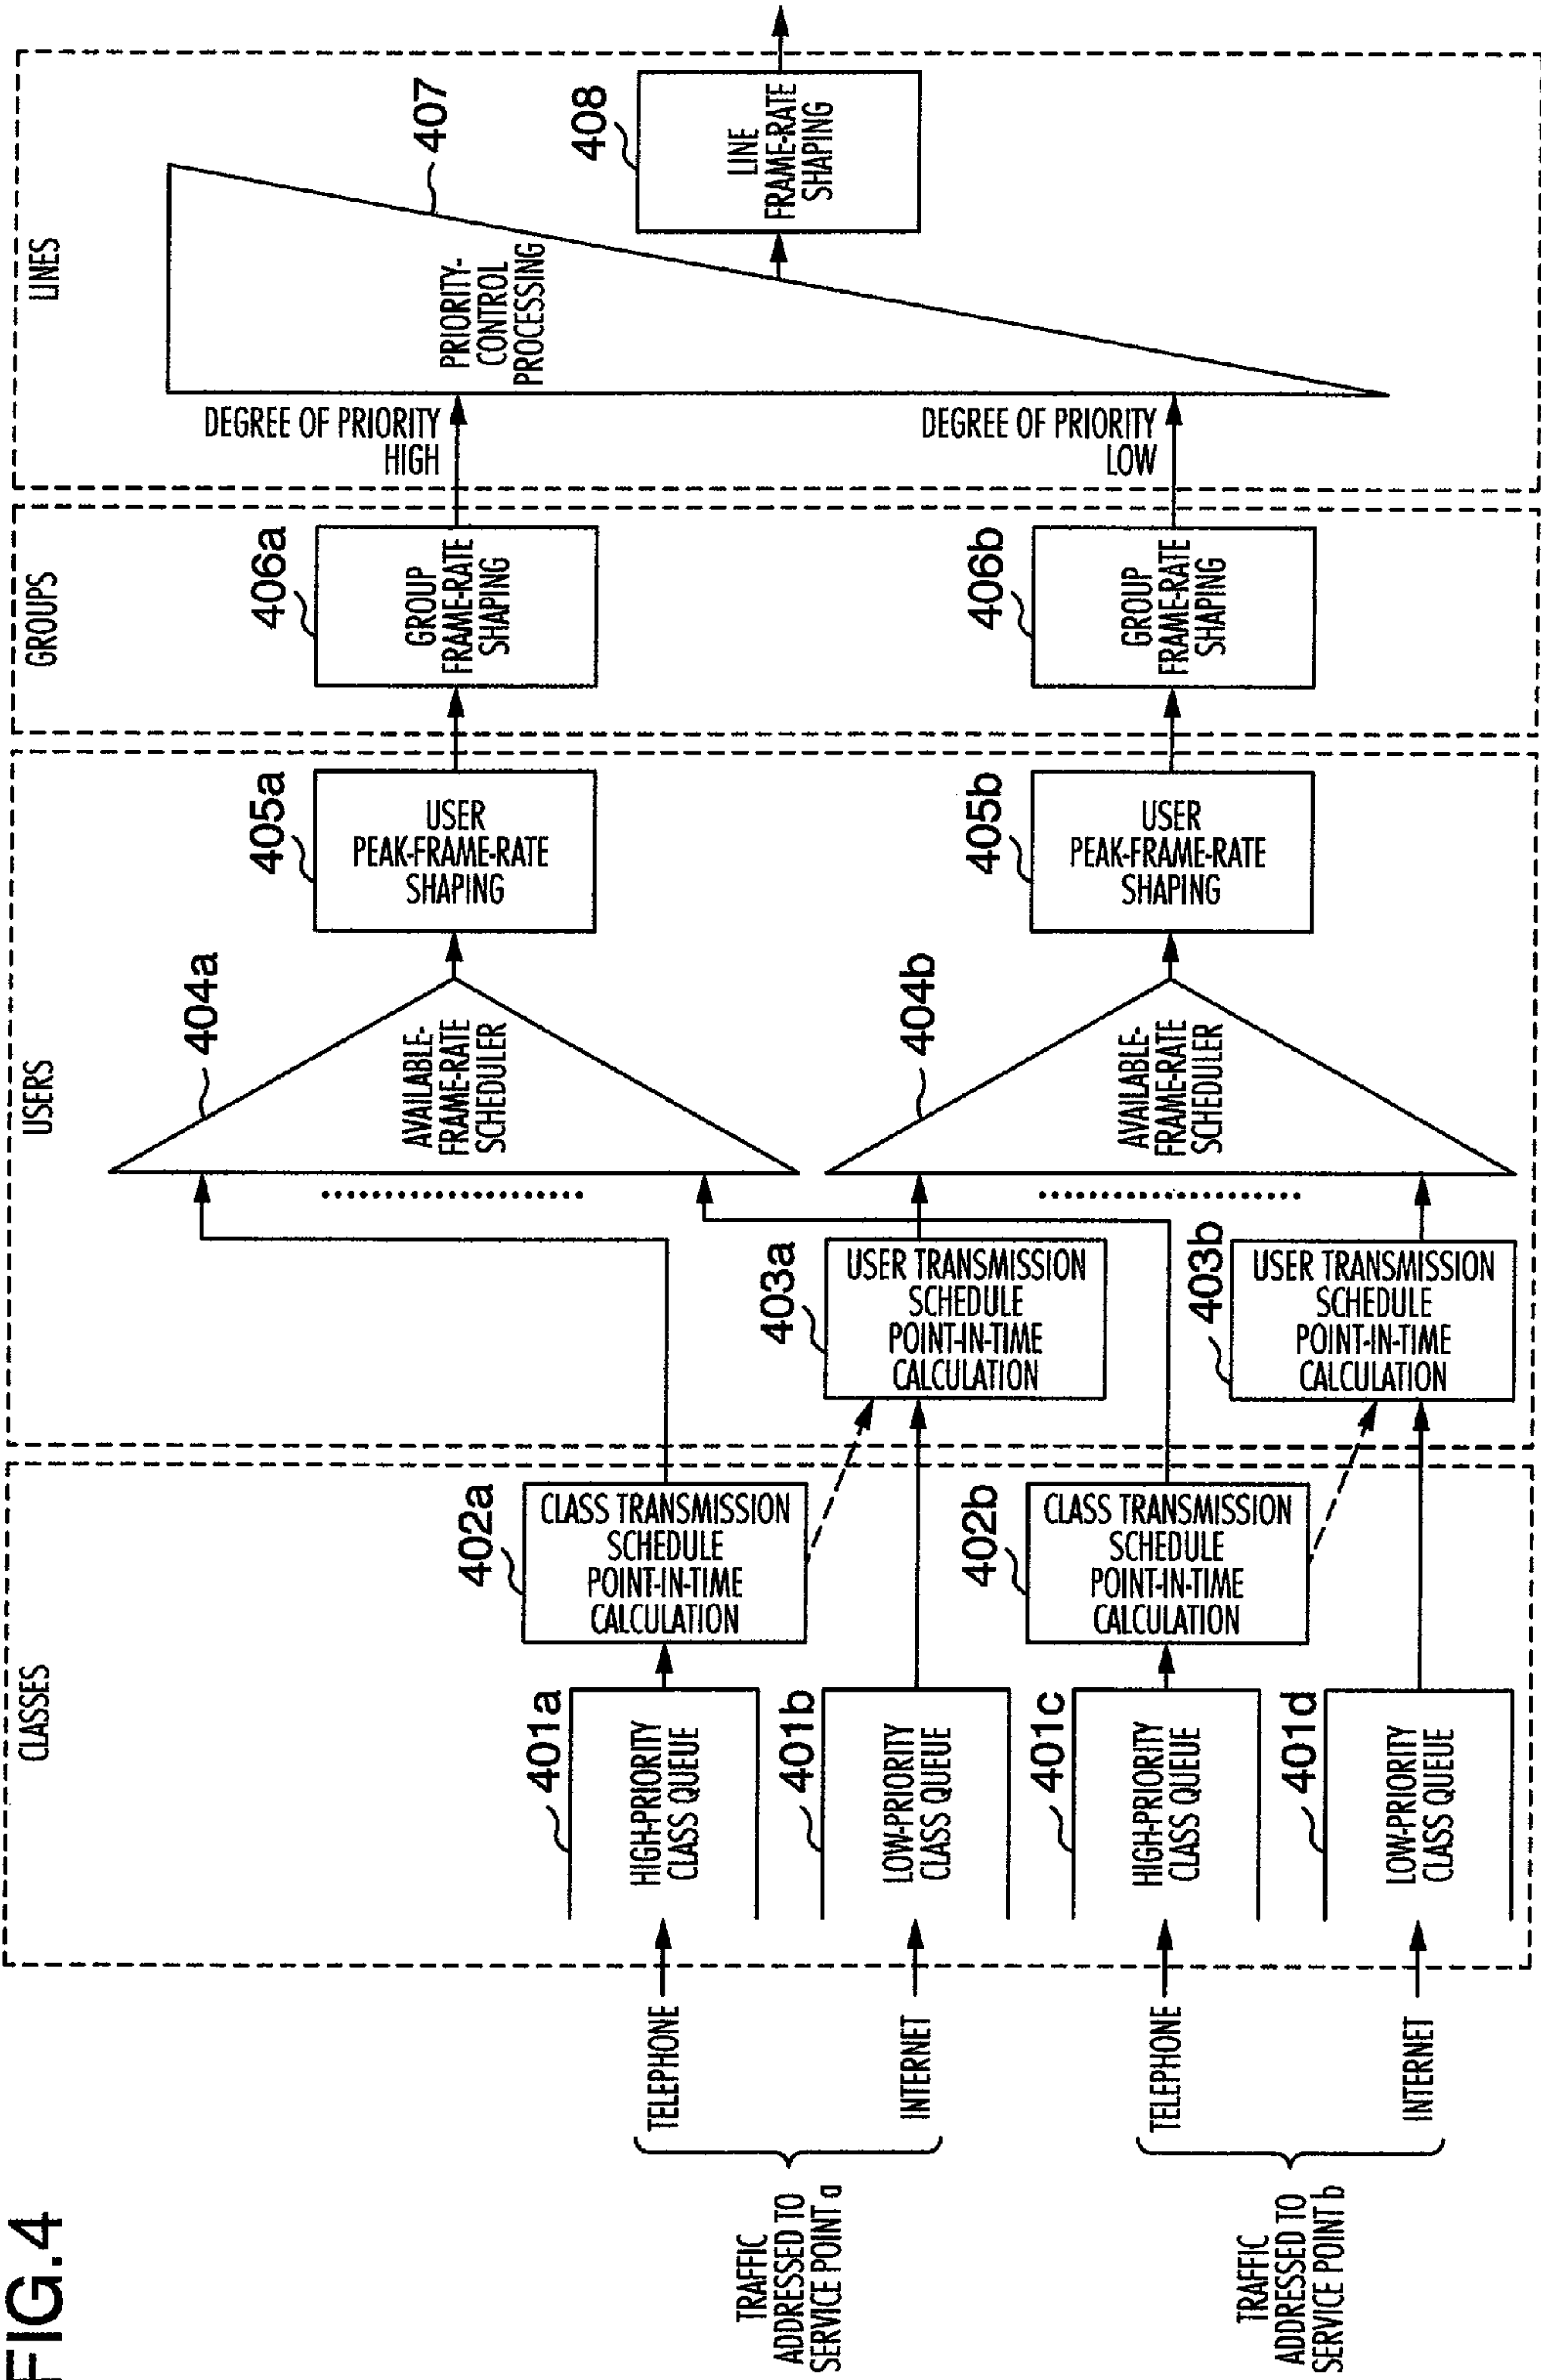 FIG.4
CLASSES
USERS
GROUPS
LINES
TRAFFIC
ADDRESSED TO
SERVICE POINT a
TELEPHONE
INTERNET
TRAFFIC
ADDRESSED TO
SERVICE POINT b
TELEPHONE
INTERNET
401a
HIGH-PRIORITY
CLASS QUEUE
401b
LOW-PRIORITY
CLASS QUEUE
401c
HIGH-PRIORITY
CLASS QUEUE
401d
LOW-PRIORITY
CLASS QUEUE
402a
CLASS TRANSMISSION
SCHEDULE
POINT-IN-TIME
CALCULATION
402b
CLASS TRANSMISSION
SCHEDULE
POINT-IN-TIME
CALCULATION
403a
USER TRANSMISSION
SCHEDULE
POINT-IN-TIME
CALCULATION
403b
USER TRANSMISSION
SCHEDULE
POINT-IN-TIME
CALCULATION
404a
AVAILABLE-
FRAME-RATE
SCHEDULER
404b
AVAILABLE-
FRAME-RATE
SCHEDULER
405a
USER
PEAK-FRAME-RATE
SHAPING
405b
USER
PEAK-FRAME-RATE
SHAPING
406a
GROUP
FRAME-RATE
SHAPING
406b
GROUP
FRAME-RATE
SHAPING
DEGREE OF PRIORITY
HIGH
DEGREE OF PRIORITY
LOW
PRIORITY-
CONTROL
PROCESSING
407
408
LINE
FRAME-RATE
SHAPING